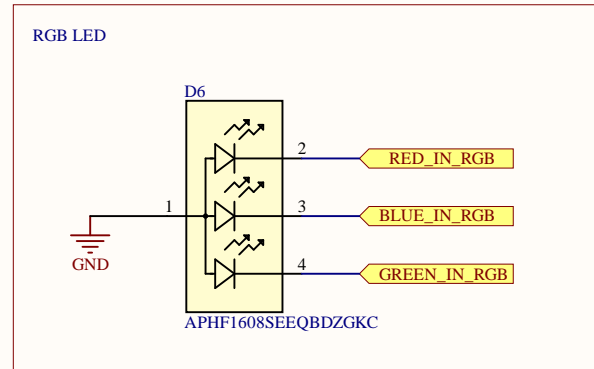 RGB LED
D6
2
RED_IN_RGB
1
3
BLUE_IN_RGB
GND
4
GREEN_IN_RGB
APHF1608SEEQBDZGKC